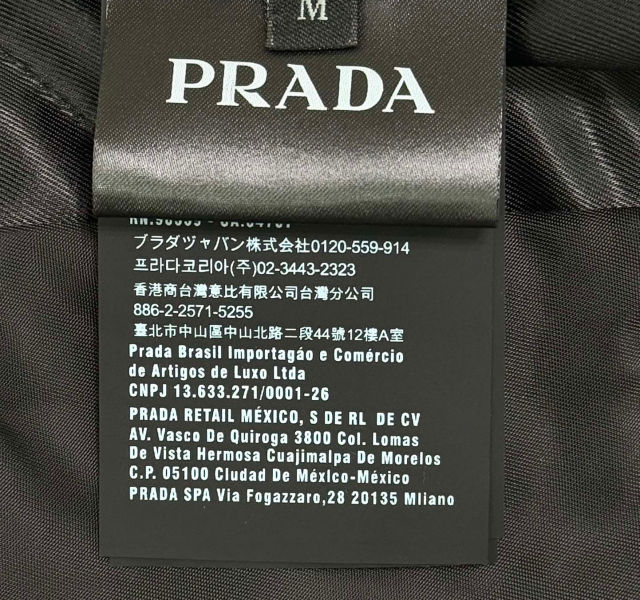 M
PRADA
ブラダヅャバン株式会社0120-559-914
프라다코리아(주)02-3443-2323
香港商台灣意比有限公司台灣分公司
886-2-2571-5255
臺北市中山區中山北路二段44號12樓A室
Prada Brasil Importagáo e Comércio
de Artigos de Luxo Ltda
CNPJ 13.633.271/0001-26
PRADA RETAIL MÉXICO, S DE RL DE CV
AV. Vasco De Quiroga 3800 Col. Lomas
De Vista Hermosa Cuajimalpa De Morelos
C.P. 05100 Cludad De MéxIco-México
PRADA SPA Via Fogazzaro,28 20135 Mliano